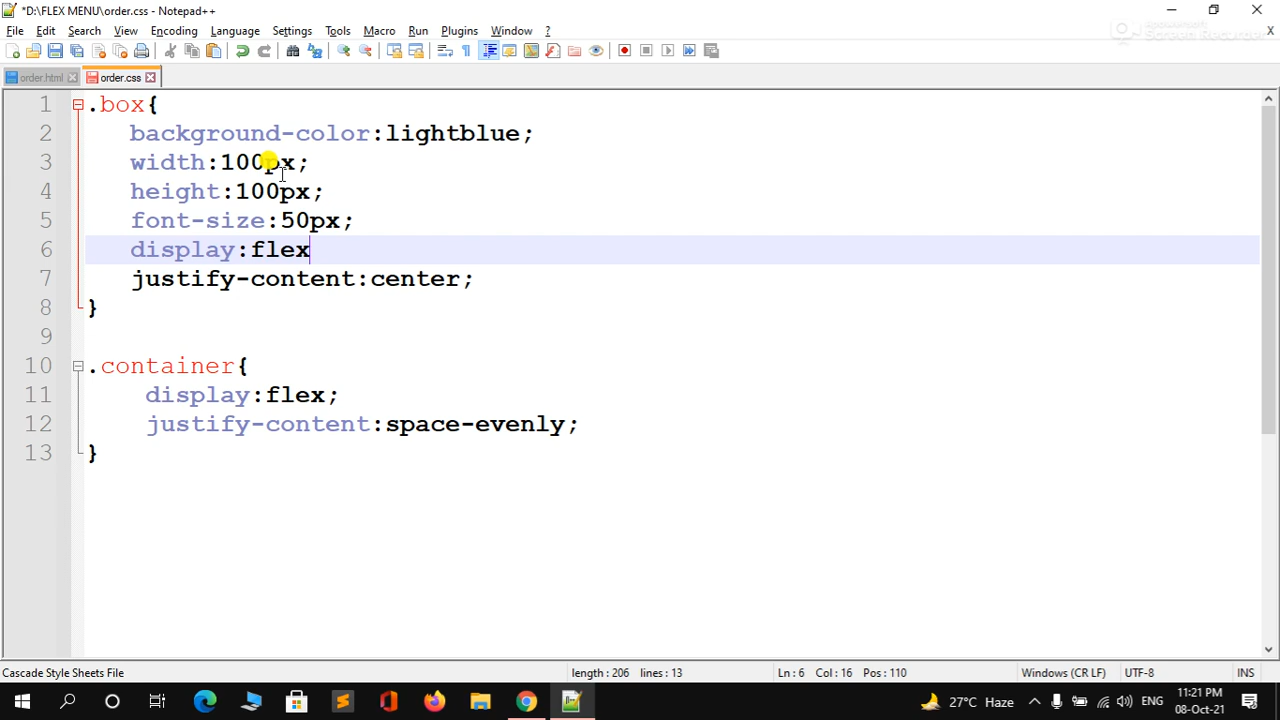 *D:\FLEX MENU\order.css - Notepad++
File Edit Search View Encoding Language Settings Tools Macro Run Plugins Window ?
Apowersoft
Screen Recorder
X
order.html order.css
1 .box{
2 background-color:lightblue;
3 width:100px;
4 height:100px;
5 font-size:50px;
6 display:flex
7 justify-content:center;
8 }
9
10 .container{
11 display:flex;
12 justify-content:space-evenly;
13 }
Cascade Style Sheets File length : 206 lines : 13 Ln : 6 Col : 16 Pos : 110 Windows (CR LF) UTF-8 INS
27°C Haze ENG 11:21 PM
08-Oct-21